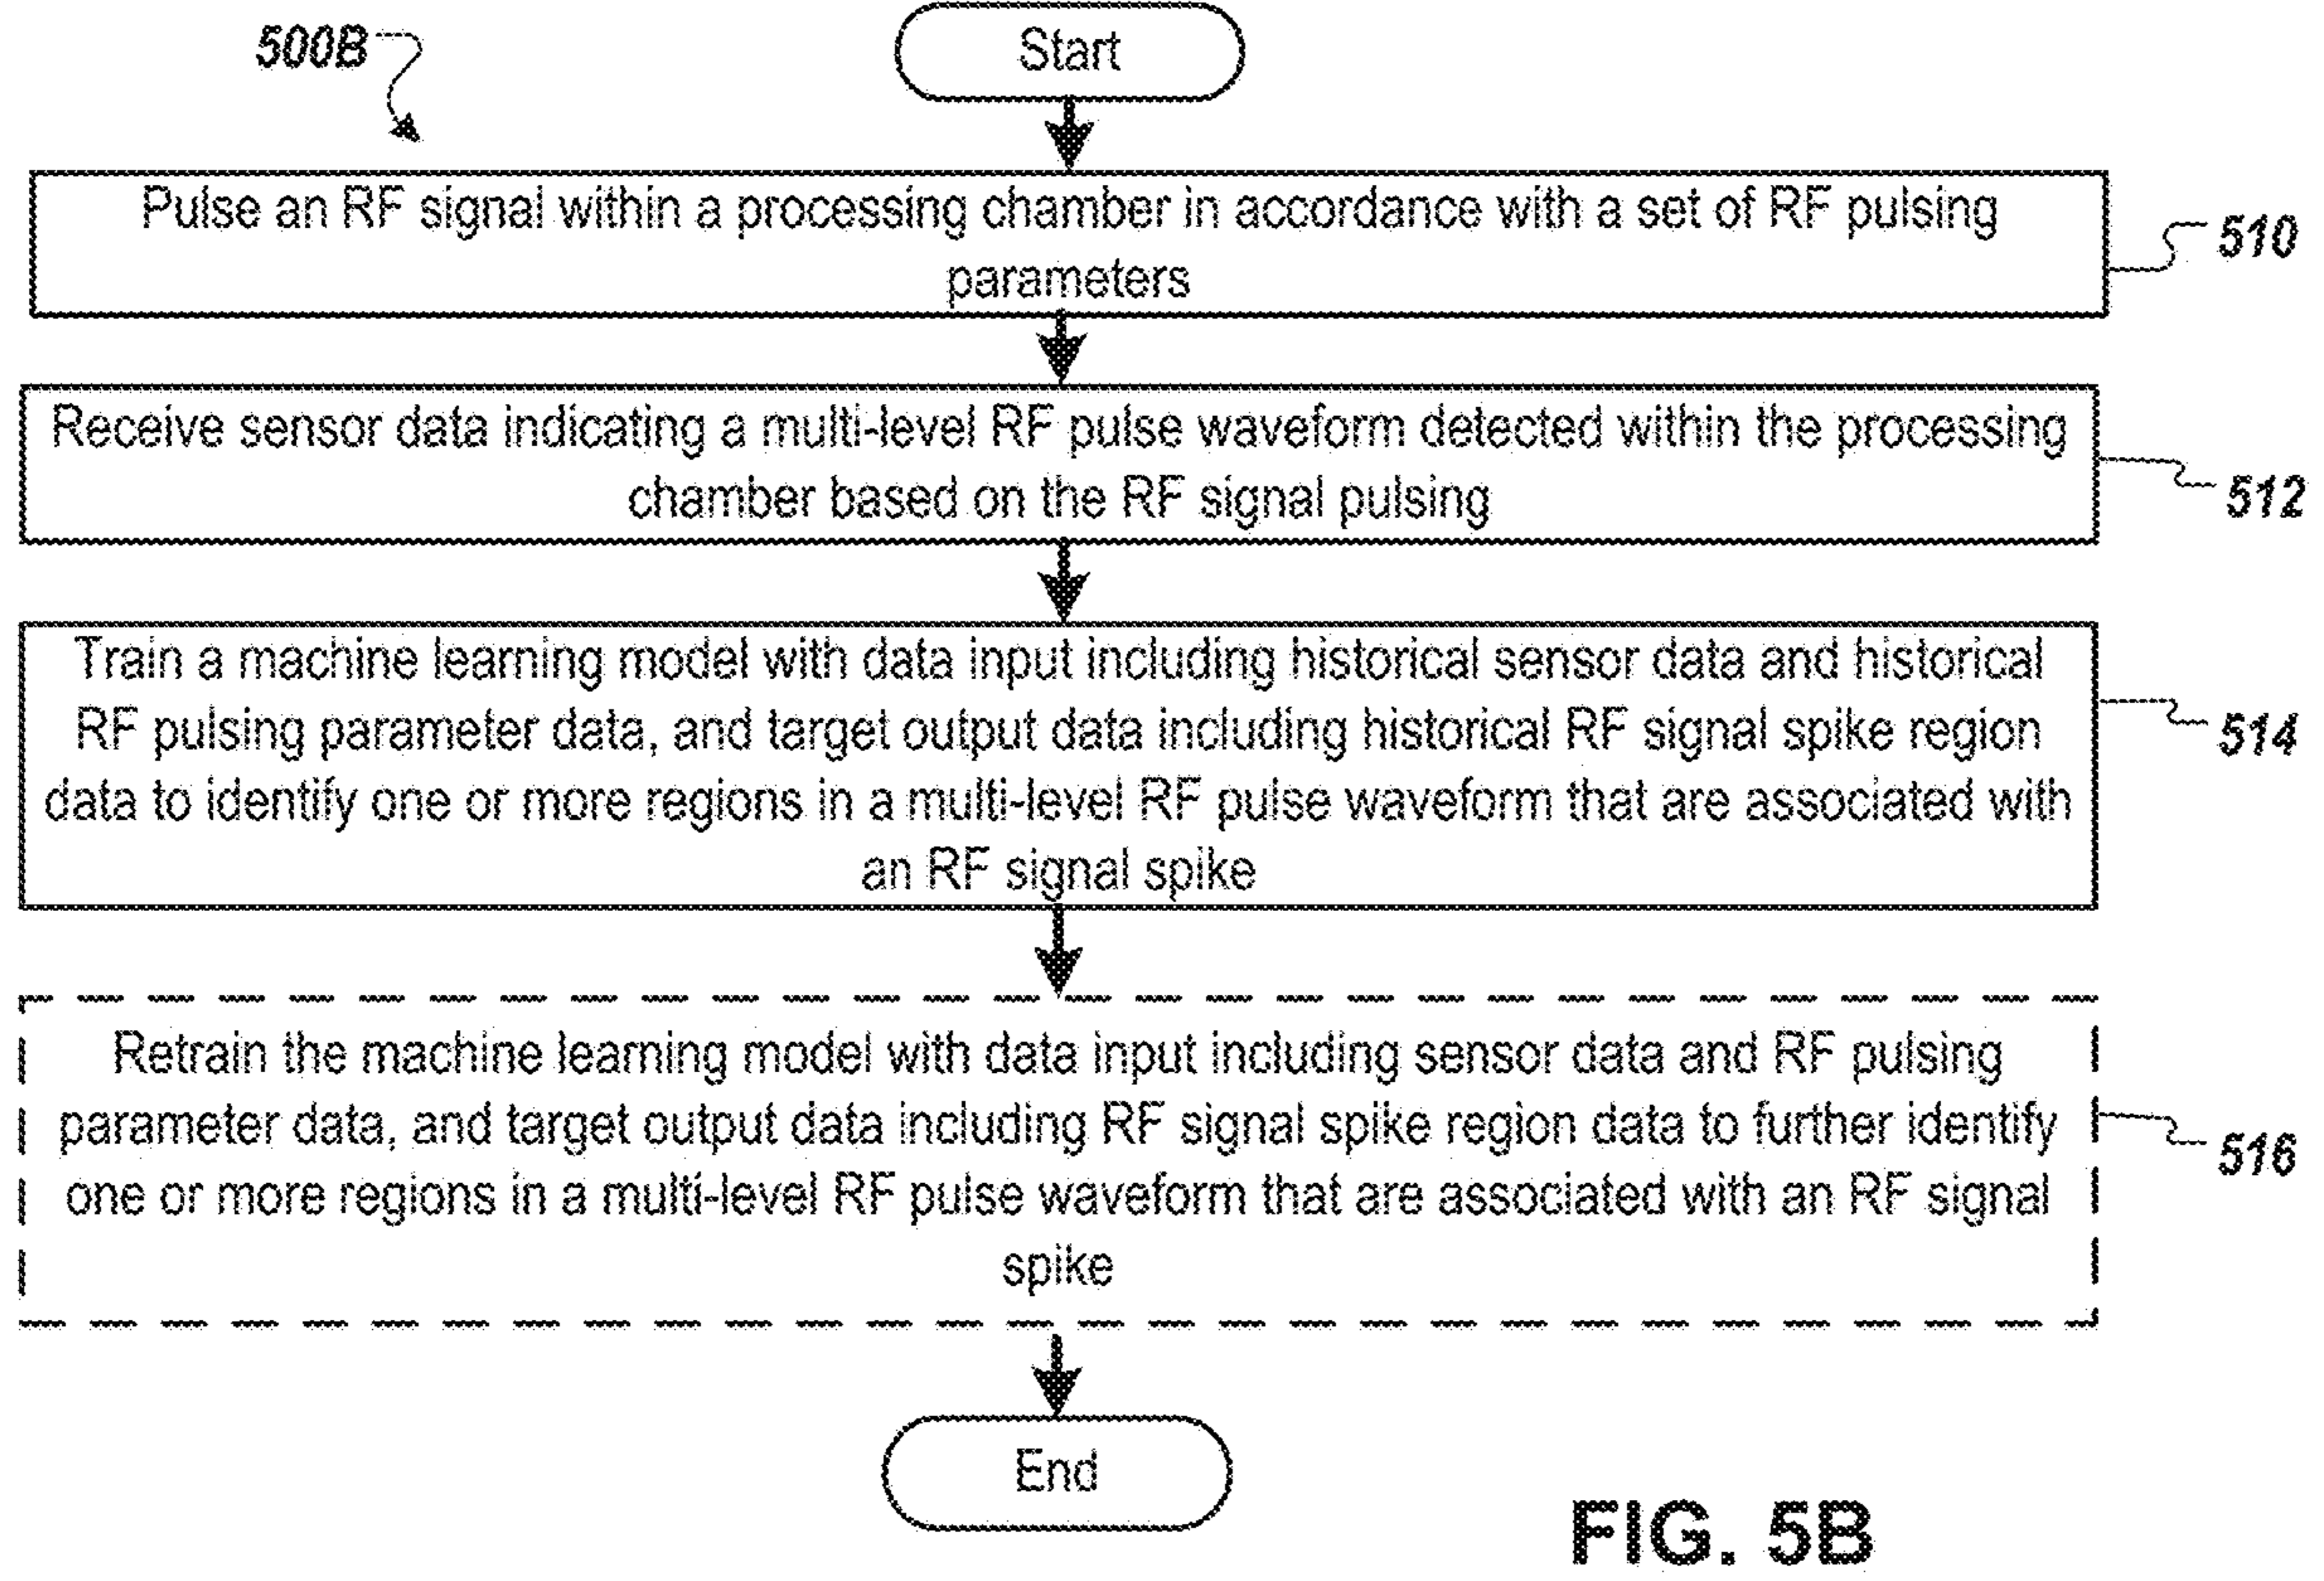 500B
Start
Pulse an RF signal within a processing chamber in accordance with a set of RF pulsing
parameters
510
Receive sensor data indicating a multi-level RF pulse waveform detected within the processing
chamber based on the RF signal pulsing
512
Train a machine learning model with data input including historical sensor data and historical
RF pulsing parameter data, and target output data including historical RF signal spike region
data to identify one or more regions in a multi-level RF pulse waveform that are associated with
an RF signal spike
514
Retrain the machine learning model with data input including sensor data and RF pulsing
parameter data, and target output data including RF signal spike region data to further identify
one or more regions in a multi-level RF pulse waveform that are associated with an RF signal
spike
516
End
FIG. 5B